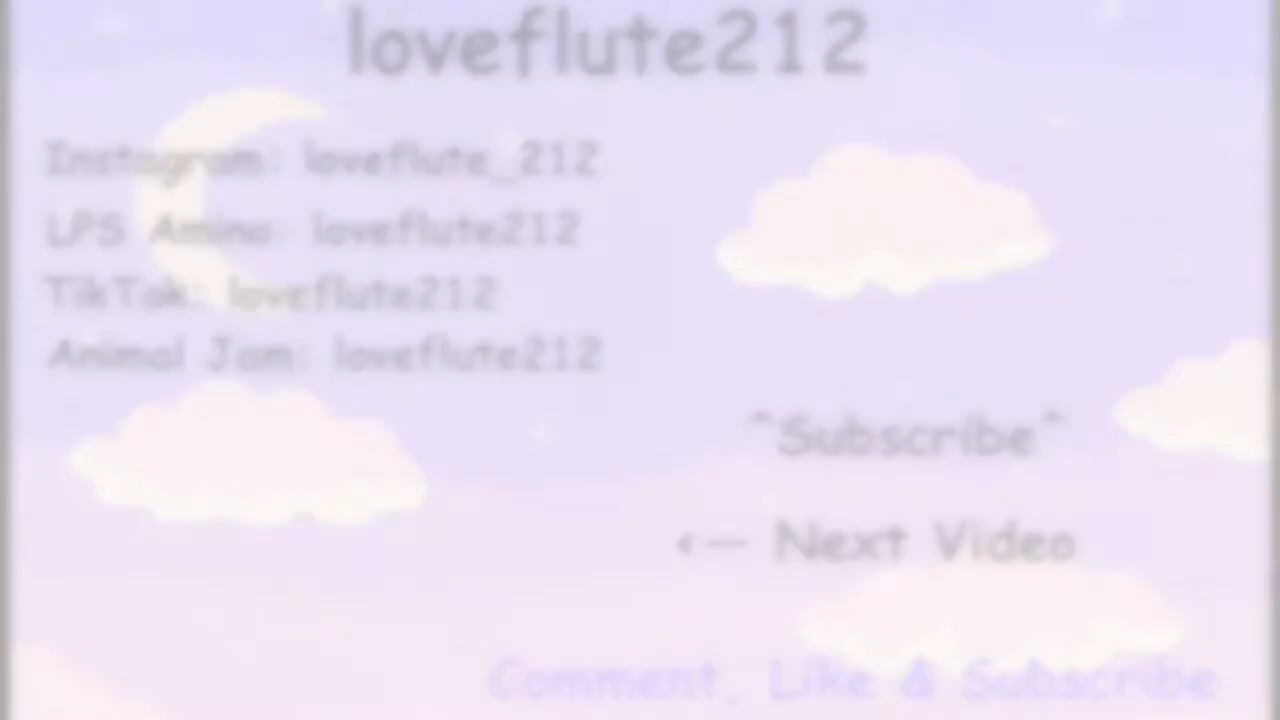 loveflute212
Instagram: loveflute_212
LPS Amino: loveflute212
TikTok: loveflute212
Animal Jam: loveflute212
^Subscribe^
<-- Next Video
Comment, Like & Subscribe